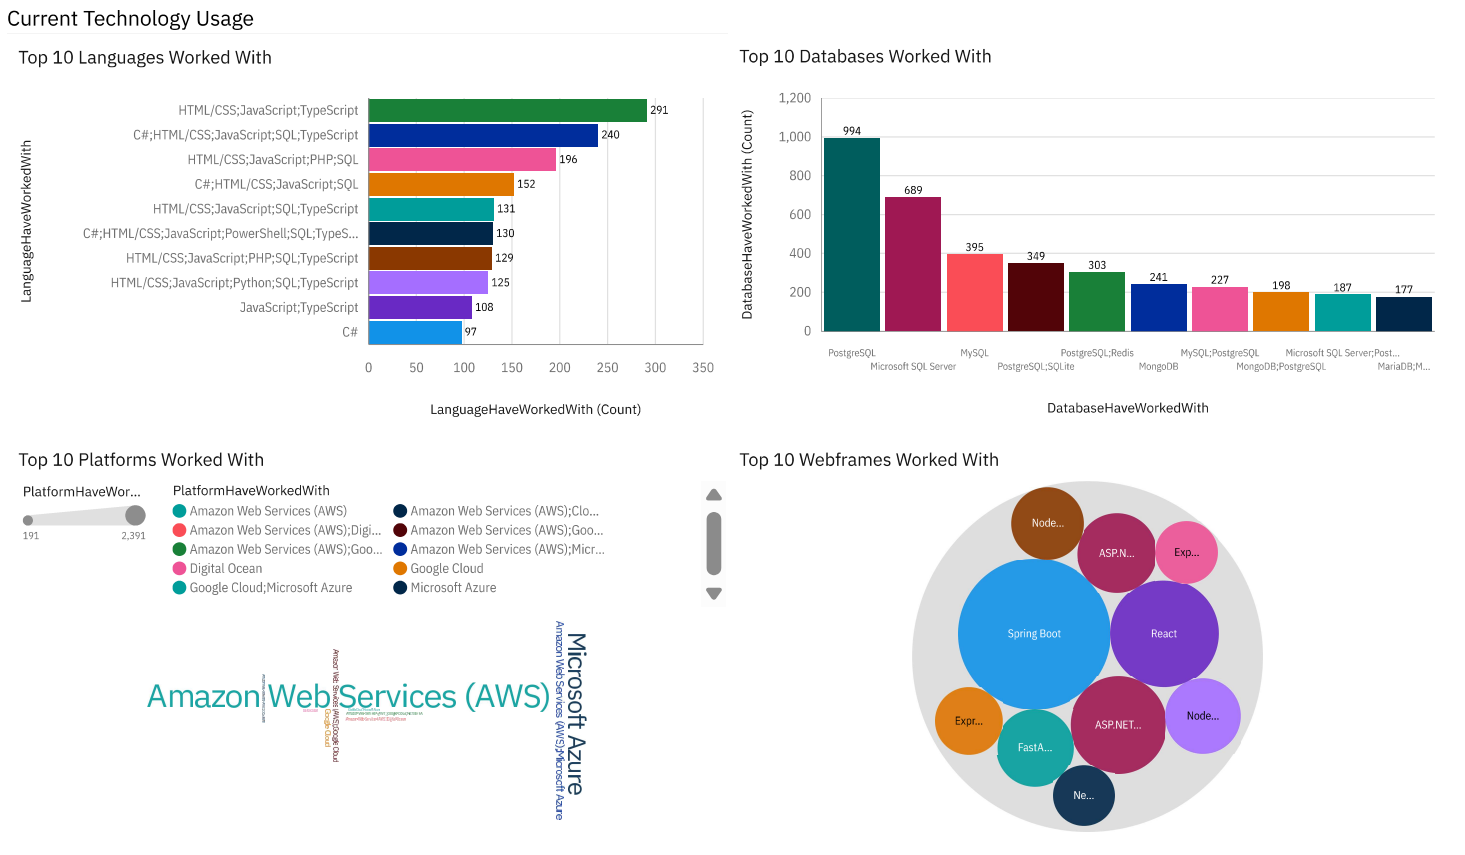 Current Technology Usage
Top 10 Languages Worked With
LanguageHaveWorkedWith
HTML/CSS;JavaScript;TypeScript
291
C#;HTML/CSS;JavaScript;SQL;TypeScript
240
HTML/CSS;JavaScript;PHP;SQL
196
C#;HTML/CSS;JavaScript;SQL
152
HTML/CSS;JavaScript;SQL;TypeScript
131
C#;HTML/CSS;JavaScript;PowerShell;SQL;TypeS...
130
HTML/CSS;JavaScript;PHP;SQL;TypeScript
129
HTML/CSS;JavaScript;Python;SQL;TypeScript
125
JavaScript;TypeScript
108
C#
97
0 50 100 150 200 250 300 350
LanguageHaveWorkedWith (Count)
Top 10 Databases Worked With
DatabaseHaveWorkedWith (Count)
1,200
1,000
800
600
400
200
0
994
689
395
349
303
241
227
198
187
177
PostgreSQL
Microsoft SQL Server
MySQL
PostgreSQL;SQLite
PostgreSQL;Redis
MongoDB
MySQL;PostgreSQL
MongoDB;PostgreSQL
Microsoft SQL Server;Post...
MariaDB;M...
DatabaseHaveWorkedWith
Top 10 Platforms Worked With
PlatformHaveWor...
191 2,391
PlatformHaveWorkedWith
Amazon Web Services (AWS)
Amazon Web Services (AWS);Clo...
Amazon Web Services (AWS);Digi...
Amazon Web Services (AWS);Goo...
Amazon Web Services (AWS);Goo...
Amazon Web Services (AWS);Micr...
Digital Ocean
Google Cloud
Google Cloud;Microsoft Azure
Microsoft Azure
Amazon Web Services (AWS)
Amazon Web Services (AWS);Google Cloud
Google Cloud
Amazon Web Services (AWS);Microsoft Azure
Microsoft Azure
Top 10 Webframes Worked With
Node...
ASP.N...
Exp...
Spring Boot
React
Expr...
FastA...
ASP.NET...
Node...
Ne...